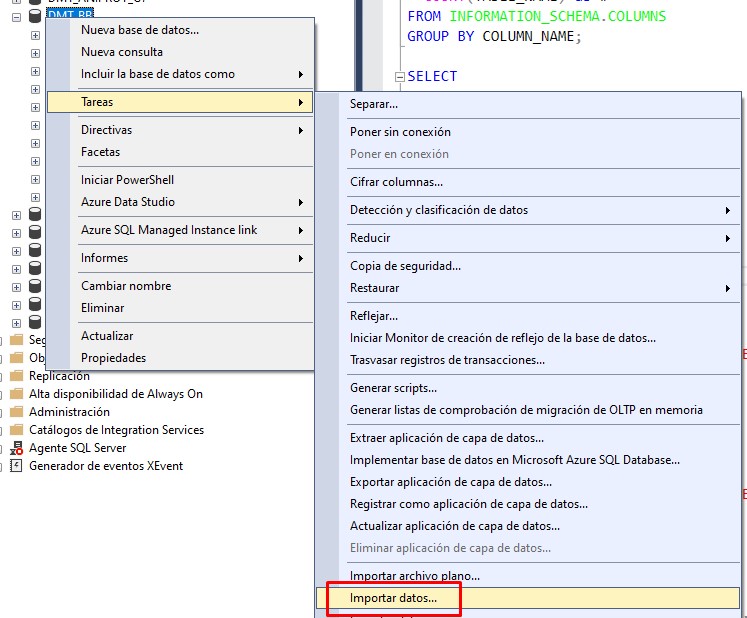 DMT_BB
COUNT(TABLE_NAME)
FROM INFORMATION_SCHEMA.COLUMNS
GROUP BY COLUMN_NAME;
SELECT
Nueva base de datos...
Nueva consulta
Incluir la base de datos como
Tareas
Directivas
Facetas
Iniciar PowerShell
Azure Data Studio
Azure SQL Managed Instance link
Informes
Cambiar nombre
Eliminar
Actualizar
Propiedades
Separar...
Poner sin conexión
Poner en conexión
Cifrar columnas...
Detección y clasificación de datos
Reducir
Copia de seguridad...
Restaurar
Reflejar...
Iniciar Monitor de creación de reflejo de la base de datos...
Trasvasar registros de transacciones...
Generar scripts...
Generar listas de comprobación de migración de OLTP en memoria
Extraer aplicación de capa de datos...
Implementar base de datos en Microsoft Azure SQL Database...
Exportar aplicación de capa de datos...
Registrar como aplicación de capa de datos...
Actualizar aplicación de capa de datos...
Eliminar aplicación de capa de datos...
Importar archivo plano...
Importar datos...
Replicación
Alta disponibilidad de Always On
Administración
Catálogos de Integration Services
Agente SQL Server
Generador de eventos XEvent